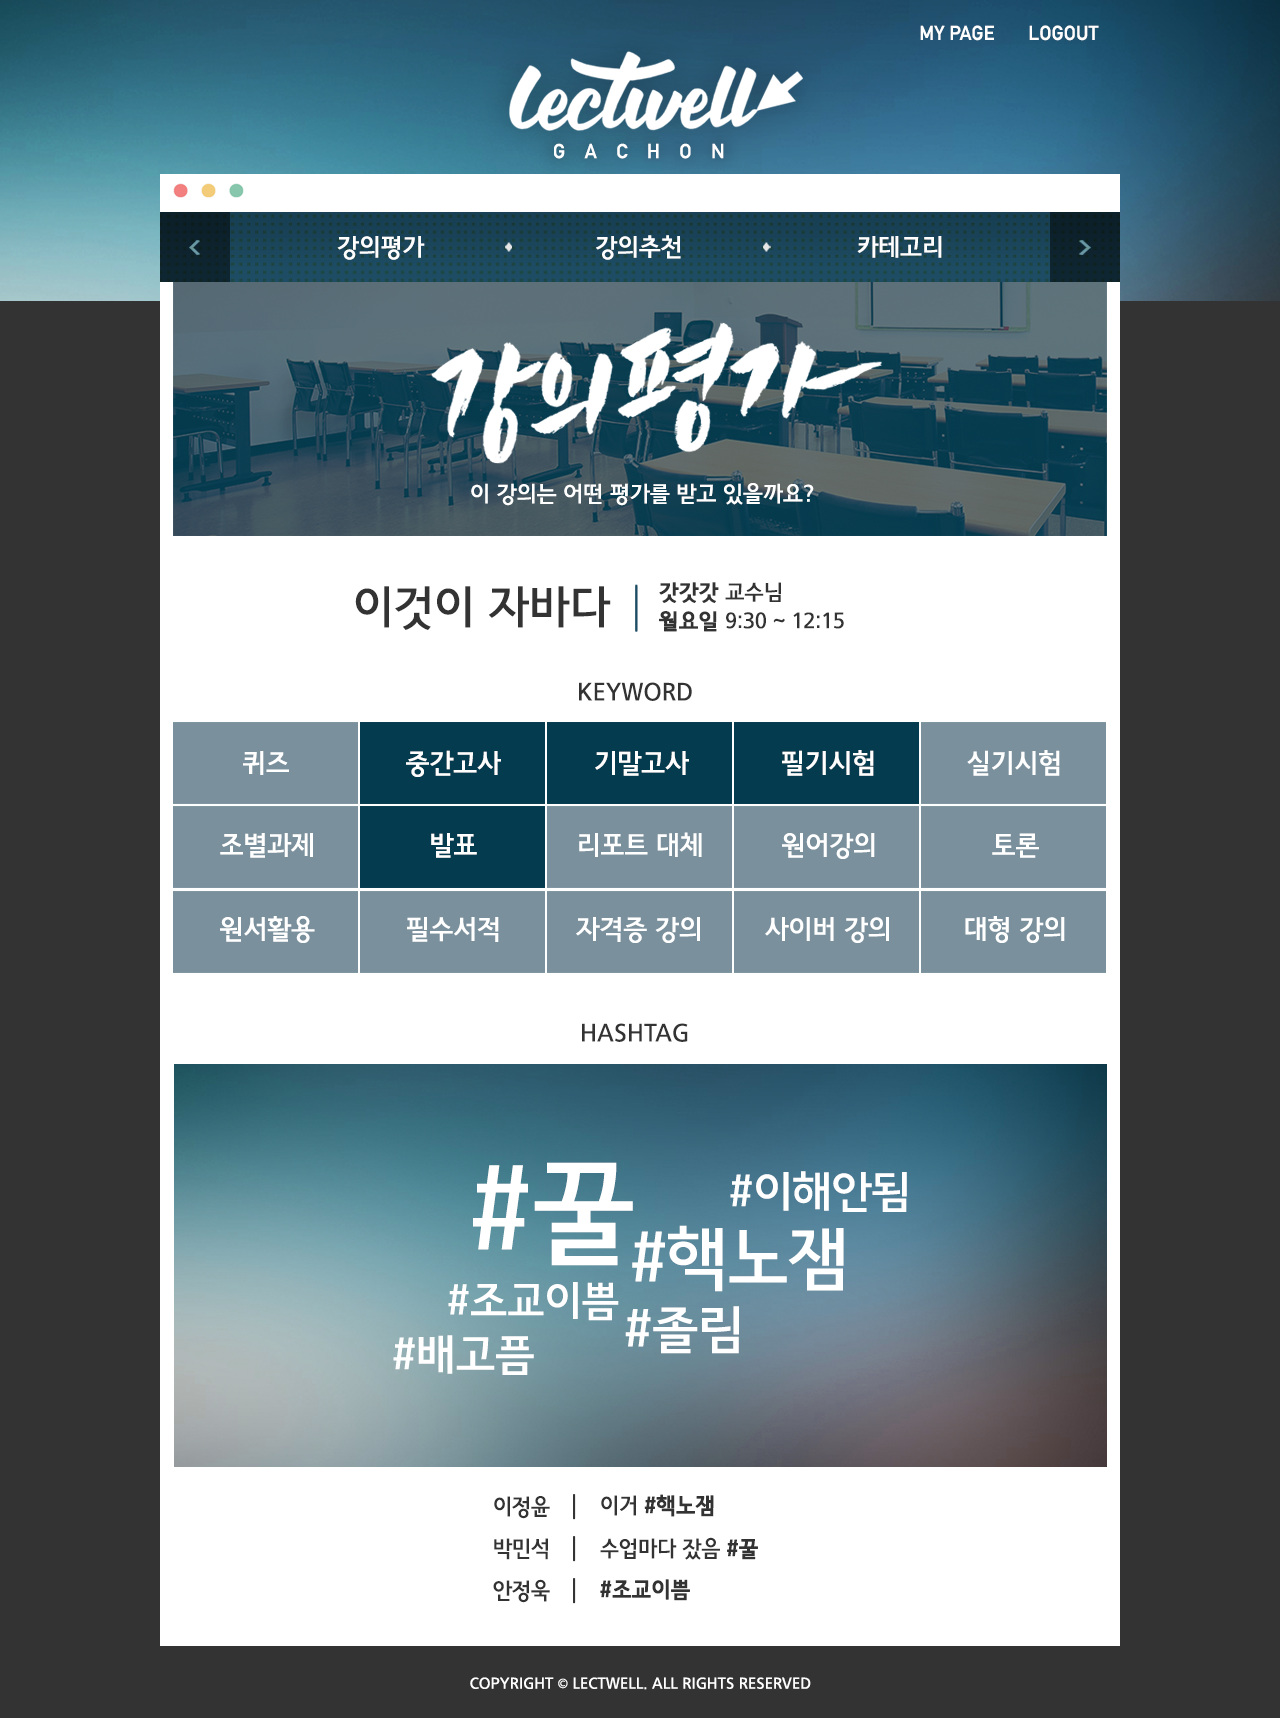 MY PAGE LOGOUT
Lectwell
GACHON
강의평가 강의추천 카테고리
강의평가
이 강의는 어떤 평가를 받고 있을까요?
이것이 자바다
갓갓갓 교수님
월요일 9:30 ~ 12:15
KEYWORD
퀴즈 중간고사 기말고사 필기시험 실기시험
조별과제 발표 리포트 대체 원어강의 토론
원서활용 필수서적 자격증 강의 사이버 강의 대형 강의
HASHTAG
#꿀 #이해안됨
#핵노잼
#조교이쁨
#졸림
#배고픔
이정윤 | 이거 #핵노잼
박민석 | 수업마다 잤음 #꿀
안정욱 | #조교이쁨
COPYRIGHT © LECTWELL. ALL RIGHTS RESERVED